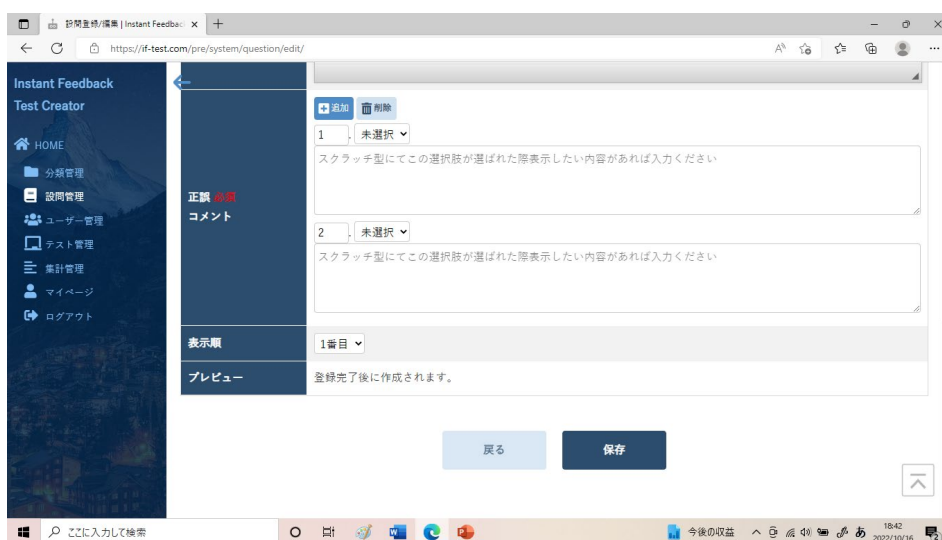 設問登録/編集 | Instant Feedbac
https://if-test.com/pre/system/question/edit/
Instant Feedback
Test Creator
HOME
分類管理
設問管理
ユーザー管理
テスト管理
集計管理
マイページ
ログアウト
正誤 必須
コメント
追加 削除
1 . 未選択
スクラッチ型にてこの選択肢が選ばれた際表示したい内容があれば入力ください
2 . 未選択
スクラッチ型にてこの選択肢が選ばれた際表示したい内容があれば入力ください
表示順
1番目
プレビュー
登録完了後に作成されます。
戻る
保存
ここに入力して検索
今後の収益
あ
18:42
2022/10/16